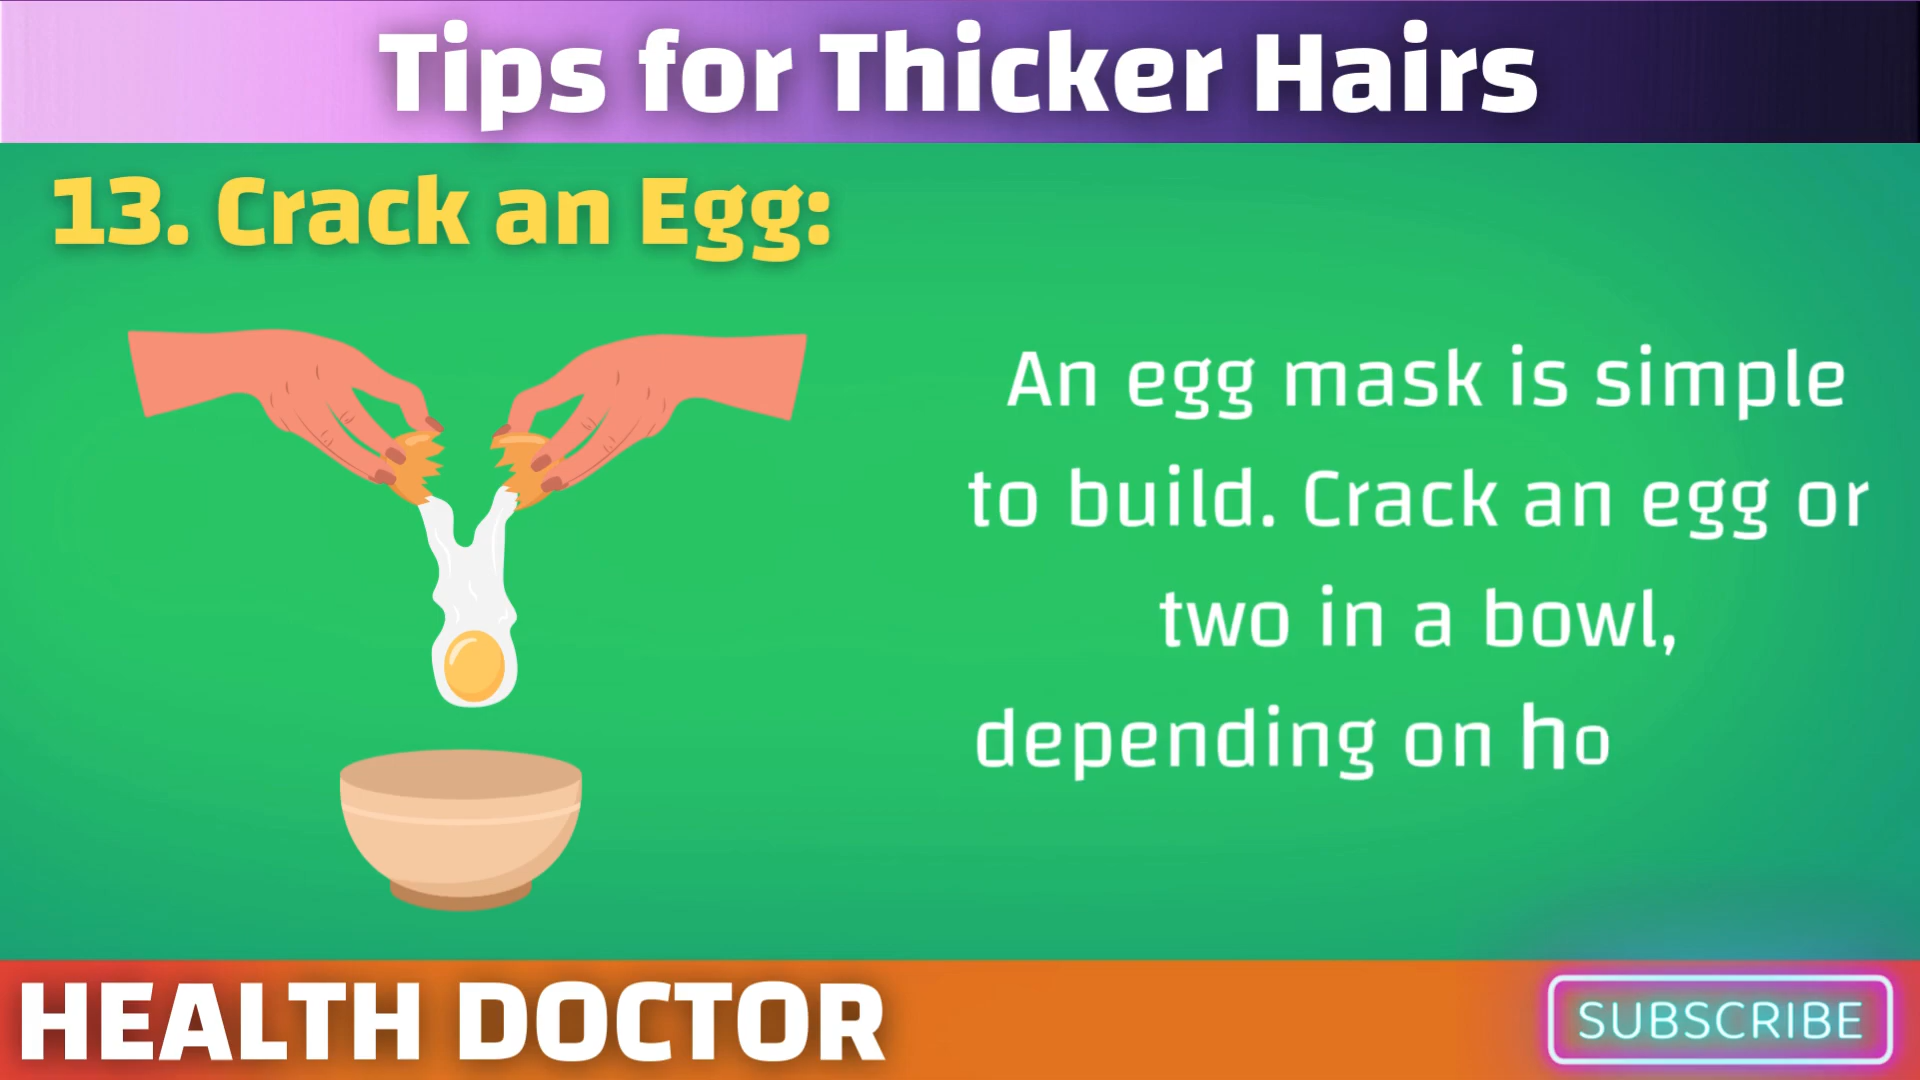 Tips for Thicker Hairs
13. Crack an Egg:
An egg mask is simple
to build. Crack an egg or
two in a bowl,
depending on ho
HEALTH DOCTOR
SUBSCRIBE